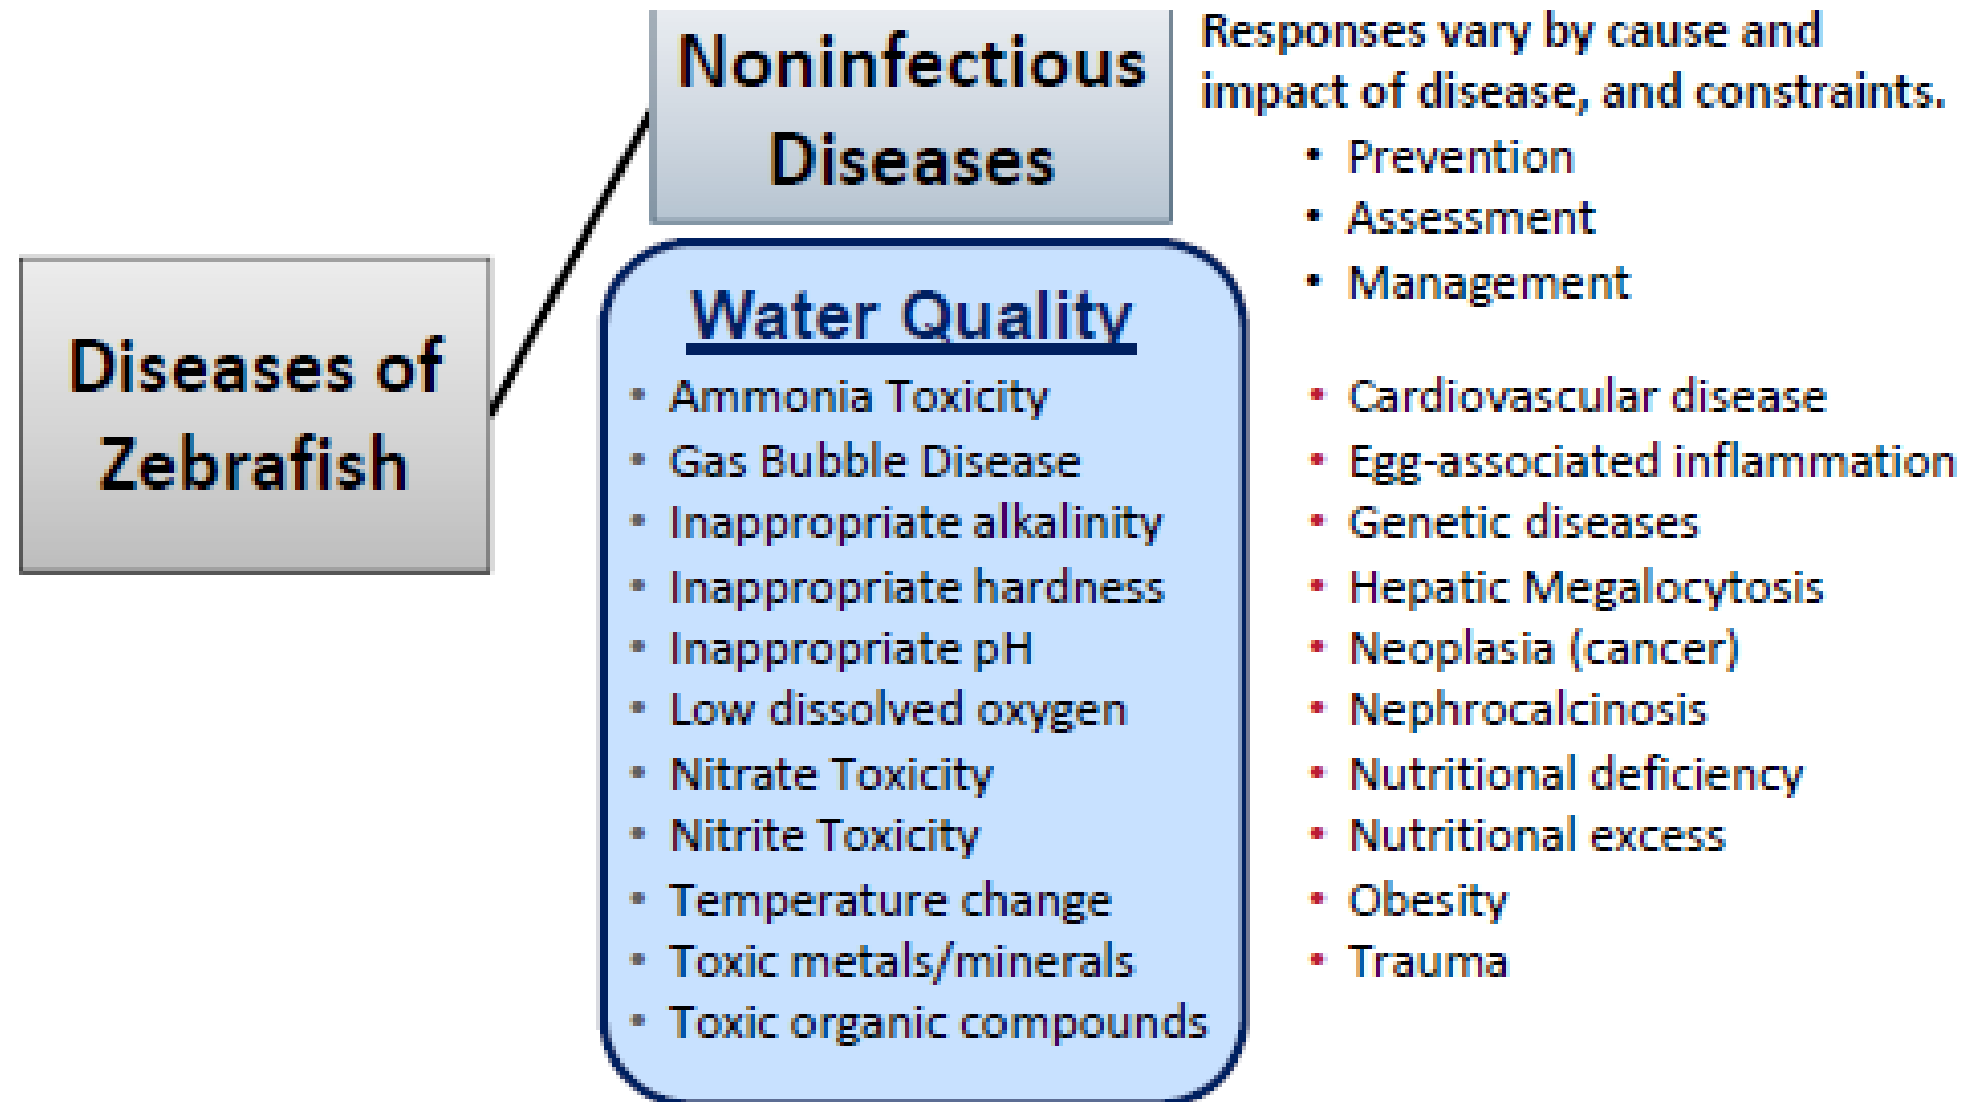 Noninfectious
Diseases
Responses vary by cause and
impact of disease, and constraints.
• Prevention
• Assessment
• Management
Diseases of
Zebrafish
Water Quality
• Ammonia Toxicity
• Gas Bubble Disease
• Inappropriate alkalinity
• Inappropriate hardness
• Inappropriate pH
• Low dissolved oxygen
• Nitrate Toxicity
• Nitrite Toxicity
• Temperature change
• Toxic metals/minerals
• Toxic organic compounds
• Cardiovascular disease
• Egg-associated inflammation
• Genetic diseases
• Hepatic Megalocytosis
• Neoplasia (cancer)
• Nephrocalcinosis
• Nutritional deficiency
• Nutritional excess
• Obesity
• Trauma